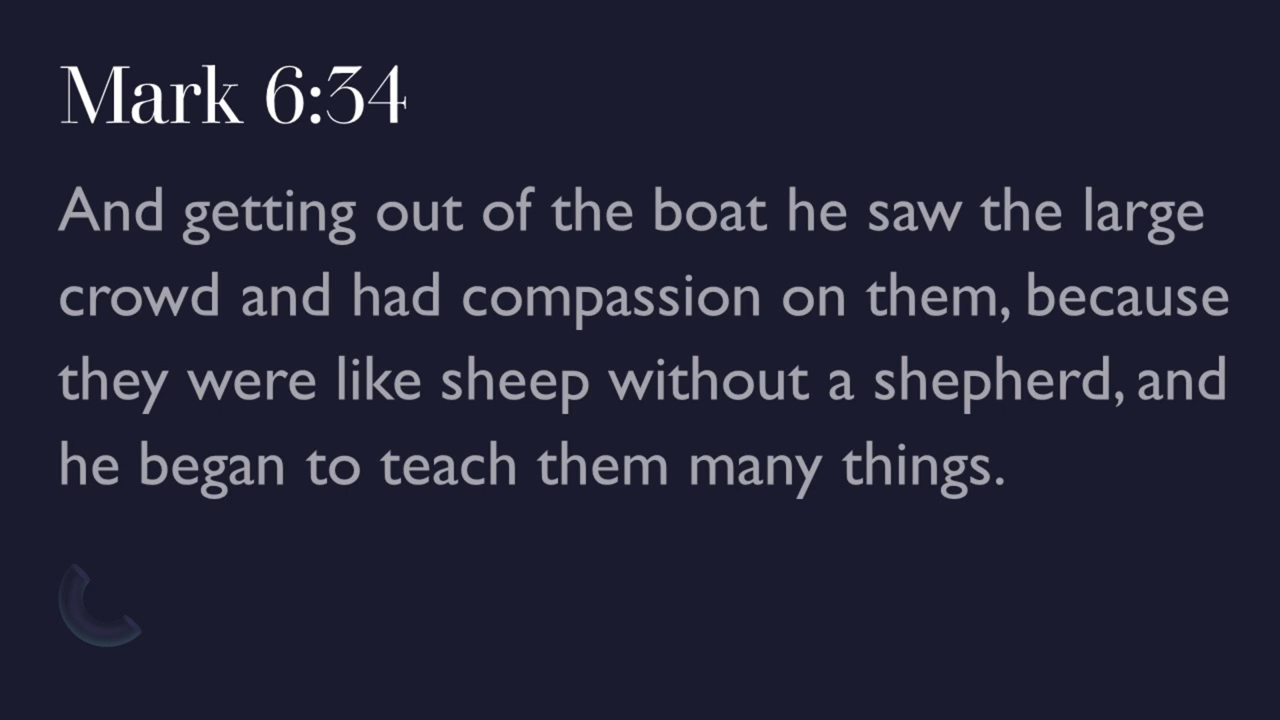 Mark 6:34
And getting out of the boat he saw the large
crowd and had compassion on them, because
they were like sheep without a shepherd, and
he began to teach them many things.